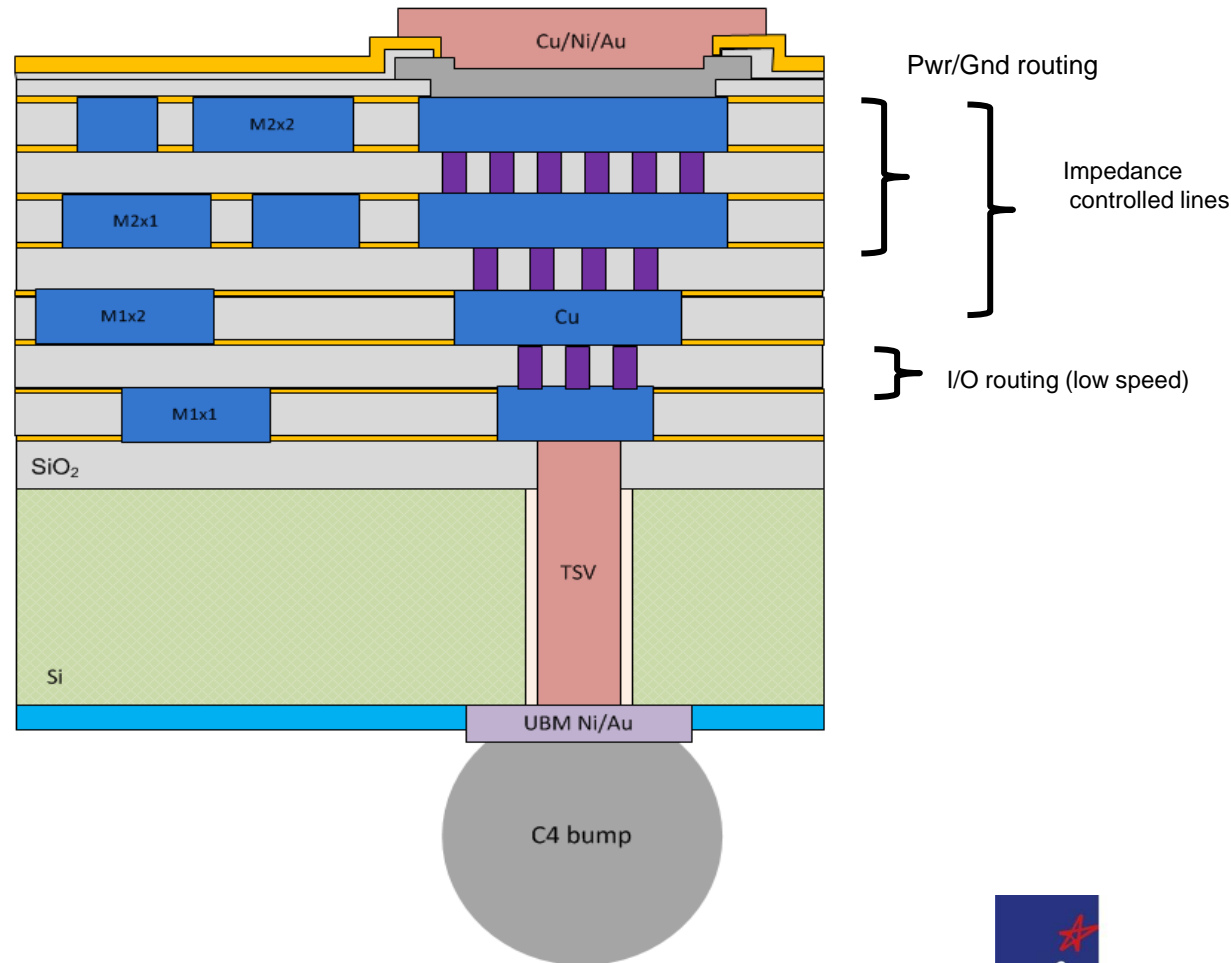 Cu/Ni/Au
Pwr/Gnd routing
M2x2
Impedance
controlled lines
M2x1
M1x2
Cu
I/O routing (low speed)
M1x1
SiO₂
TSV
Si
UBM Ni/Au
C4 bump